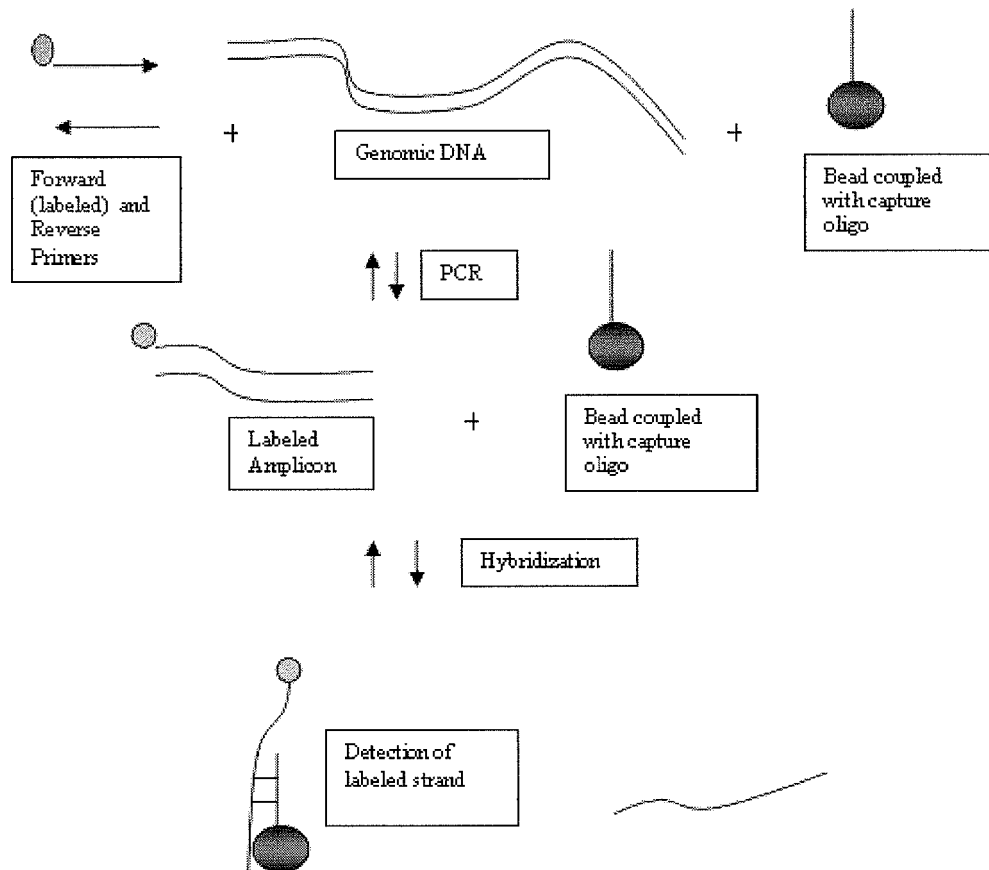 +
+
Genomic DNA
Forward
(labeled) and
Reverse
Primers
Bead coupled
with capture
oligo
PCR
+
Labeled
Amplicon
Bead coupled
with capture
oligo
Hybridization
Detection of
labeled strand